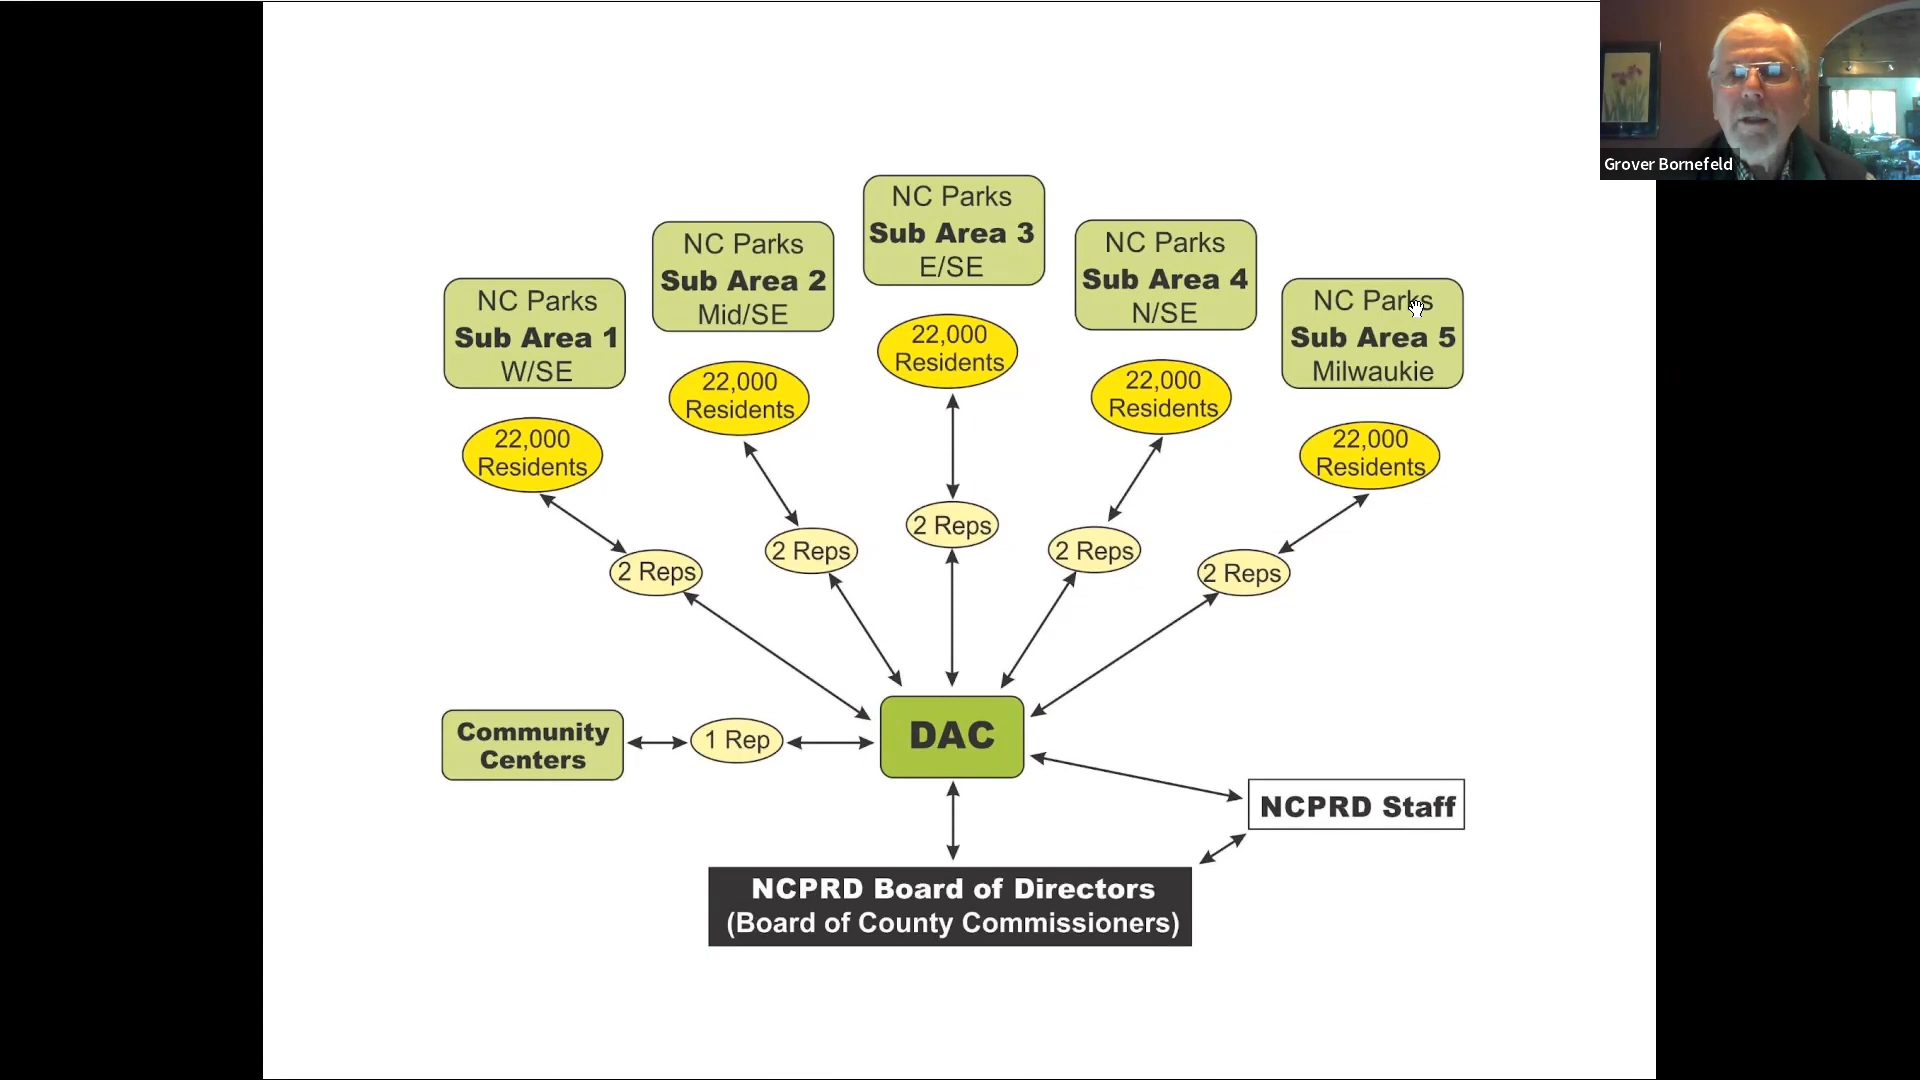 Grover Bornefeld
NC Parks
Sub Area 3
E/SE
NC Parks
Sub Area 2
Mid/SE
NC Parks
Sub Area 4
N/SE
NC Parks
Sub Area 1
W/SE
NC Parks
Sub Area 5
Milwaukie
22,000
Residents
22,000
Residents
22,000
Residents
22,000
Residents
22,000
Residents
2 Reps
2 Reps
2 Reps
2 Reps
2 Reps
Community
Centers
1 Rep
DAC
NCPRD Staff
NCPRD Board of Directors
(Board of County Commissioners)